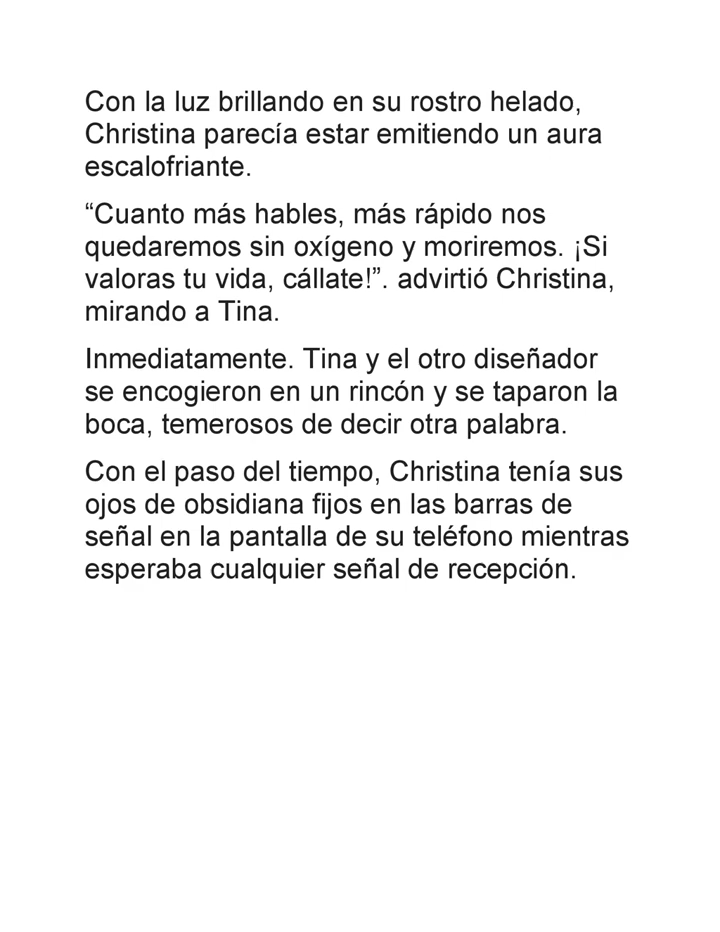 Con la luz brillando en su rostro helado,
Christina parecía estar emitiendo un aura
escalofriante.
“Cuanto más hables, más rápido nos
quedaremos sin oxígeno y moriremos. ¡Si
valoras tu vida, cállate!”. advirtió Christina,
mirando a Tina.
Inmediatamente. Tina y el otro diseñador
se encogieron en un rincón y se taparon la
boca, temerosos de decir otra palabra.
Con el paso del tiempo, Christina tenía sus
ojos de obsidiana fijos en las barras de
señal en la pantalla de su teléfono mientras
esperaba cualquier señal de recepción.